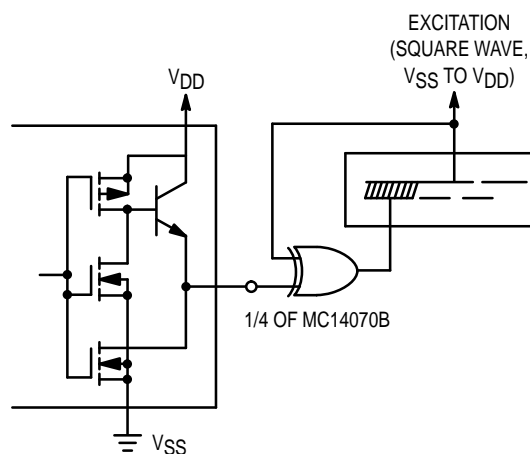 EXCITATION
(SQUARE WAVE,
VSS TO VDD)
VDD
1/4 OF MC14070B
VSS